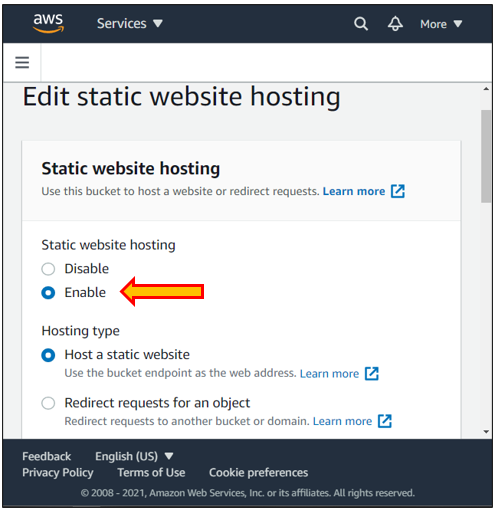 aws
Services
More
Edit static website hosting
Static website hosting
Use this bucket to host a website or redirect requests. Learn more
Static website hosting
Disable
Enable
Hosting type
Host a static website
Use the bucket endpoint as the web address. Learn more
Redirect requests for an object
Redirect requests to another bucket or domain. Learn more
Feedback English (US)
Privacy Policy Terms of Use Cookie preferences
© 2008 - 2021, Amazon Web Services, Inc. or its affiliates. All rights reserved.